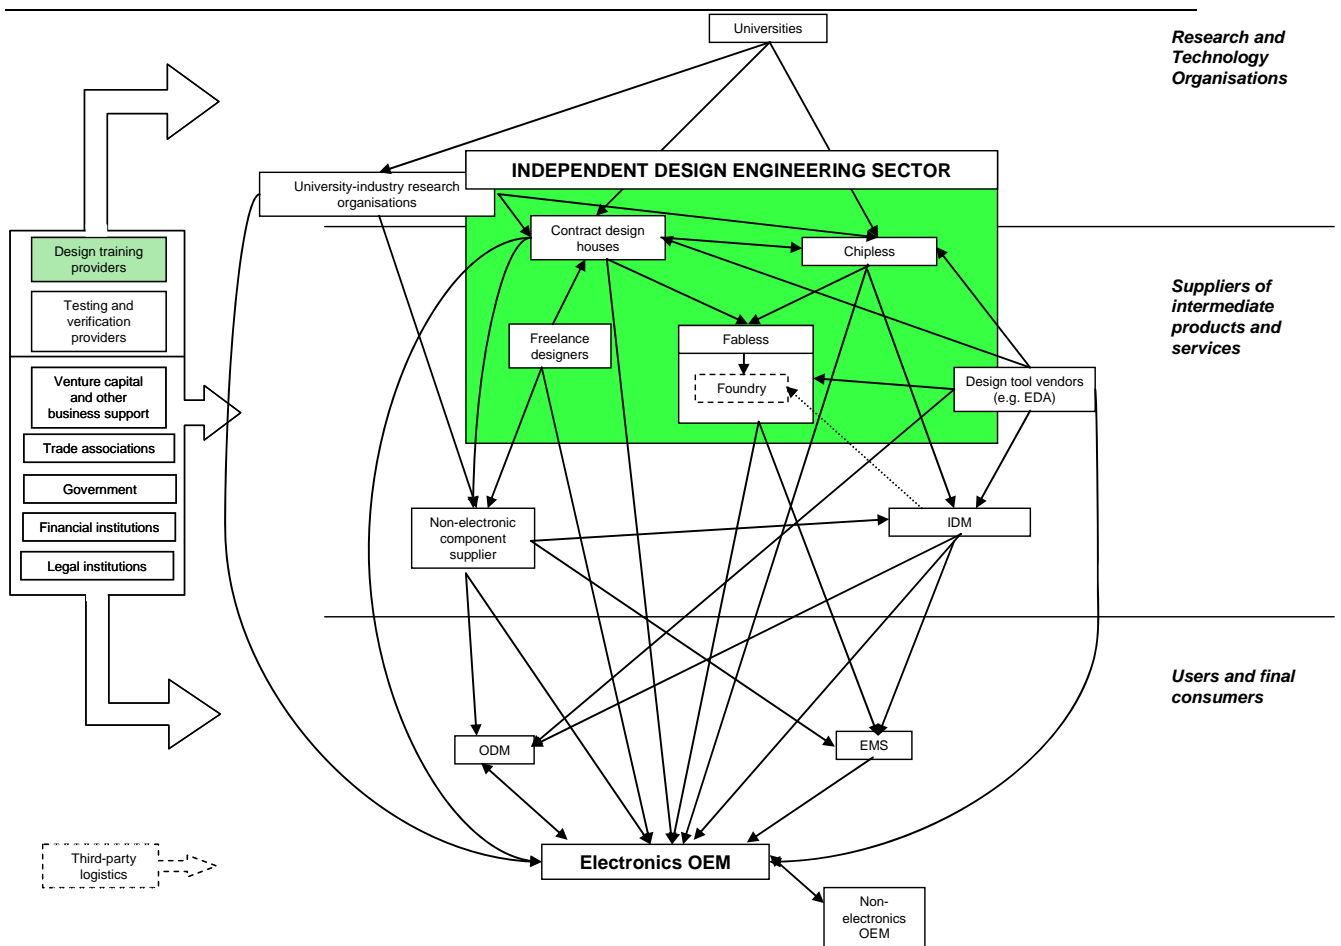 Universities
Research and
Technology
Organisations
INDEPENDENT DESIGN ENGINEERING SECTOR
University-industry research
organisations
Contract design
houses
Chipless
Design training
providers
Testing and
verification
providers
Suppliers of
intermediate
products and
services
Freelance
designers
Fabless
Foundry
Design tool vendors
(e.g. EDA)
Venture capital
and other
business support
Trade associations
Government
Financial institutions
Legal institutions
Non-electronic
component
supplier
IDM
Users and final
consumers
ODM
EMS
Third-party
logistics
Electronics OEM
Non-
electronics
OEM